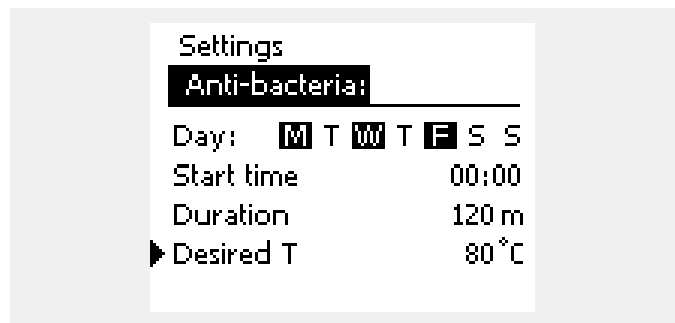 Settings
Anti-bacteria:
Day: M T W T F S S
Start time 00:00
Duration 120 m
Desired T 80°C